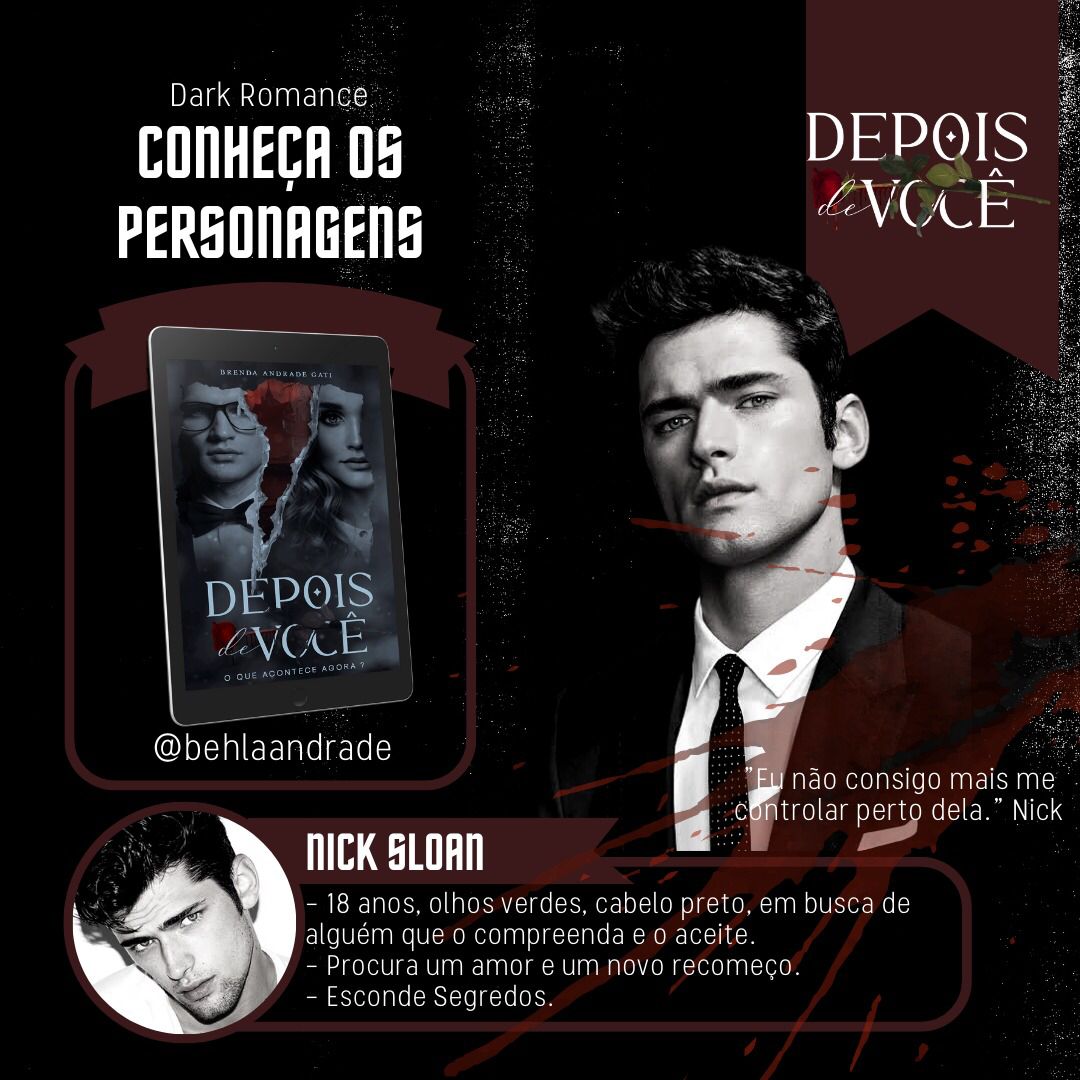 Dark Romance
CONHEÇA OS
PERSONAGENS
DEPOIS
de VOCÊ
BRENDA ANDRADE GATI
DEPOIS
de VOCÊ
O QUE ACONTECE AGORA ?
@behlaandrade
"Eu não consigo mais me
controlar perto dela." Nick
NICK SLOAN
- 18 anos, olhos verdes, cabelo preto, em busca de
alguém que o compreenda e o aceite.
- Procura um amor e um novo recomeço.
- Esconde Segredos.